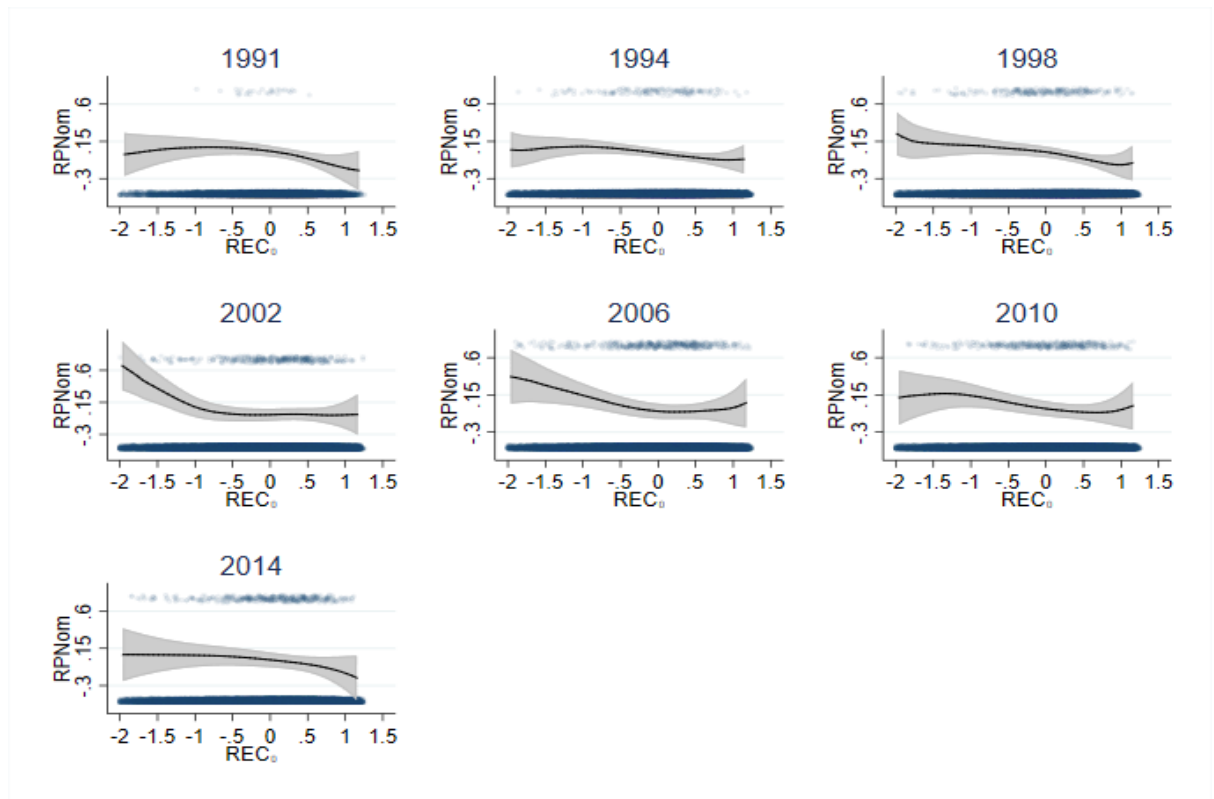 1991 1994 1998
RPNom .6 .15 -.3 RPNom .6 .15 -.3 RPNom .6 .15 -.3
-2 -1.5 -1 -.5 0 .5 1 1.5 -2 -1.5 -1 -.5 0 .5 1 1.5 -2 -1.5 -1 -.5 0 .5 1 1.5
REC₀ REC₀ REC₀
2002 2006 2010
RPNom .6 .15 -.3 RPNom .6 .15 -.3 RPNom .6 .15 -.3
-2 -1.5 -1 -.5 0 .5 1 1.5 -2 -1.5 -1 -.5 0 .5 1 1.5 -2 -1.5 -1 -.5 0 .5 1 1.5
REC₀ REC₀ REC₀
2014
RPNom .6 .15 -.3
-2 -1.5 -1 -.5 0 .5 1 1.5
REC₀